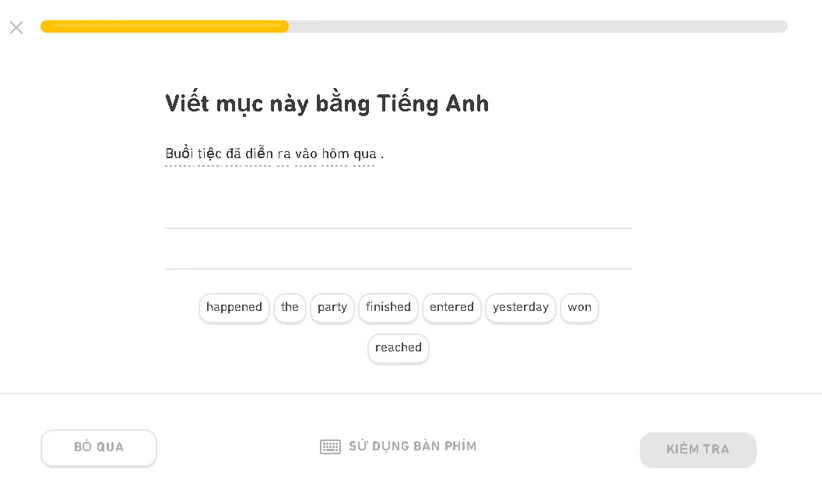 Viết mục này bằng Tiếng Anh
Buổi tiệc đã diễn ra vào hôm qua .
happened the party finished entered yesterday won
reached
BỎ QUA SỬ DỤNG BÀN PHÍM KIỂM TRA